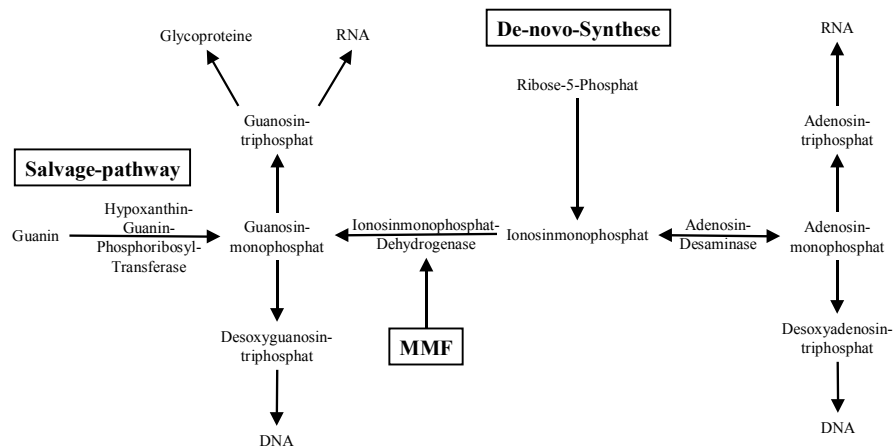 De-novo-Synthese
Glycoproteine
RNA
RNA
Ribose-5-Phosphat
Guanosin-
triphosphat
Adenosin-
triphosphat
Salvage-pathway
Guanin
Hypoxanthin-
Guanin-
Phosphoribosyl-
Transferase
Guanosin-
monophosphat
Ionosinmonophosphat-
Dehydrogenase
Ionosinmonophosphat
Adenosin-
Desaminase
Adenosin-
monophosphat
Desoxyguanosin-
triphosphat
MMF
Desoxyadenosin-
triphosphat
DNA
DNA